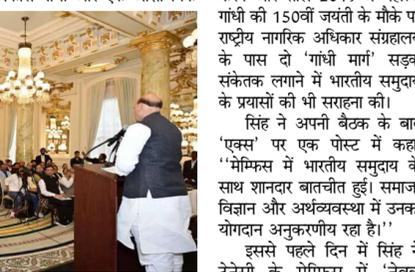 गांधी की 150वीं जयंती के मौके प
राष्ट्रीय नागरिक अधिकार संग्रहालय
के पास दो ‘गांधी मार्ग’ सड़क
संकेतक लगाने में भारतीय समुदा
के प्रयासों की भी सराहना की।
सिंह ने अपनी बैठक के बा
‘एक्स’ पर एक पोस्ट में कहा
‘‘मेम्फिस में भारतीय समुदाय के
साथ शानदार बातचीत हुई। समाज
विज्ञान और अर्थव्यवस्था में उनक
योगदान अनुकरणीय रहा है।’’
इससे पहले दिन में सिंह ने